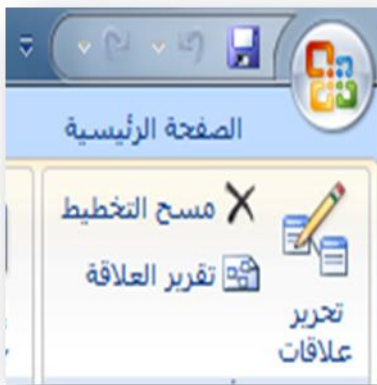 الصفحة الرئيسية
تحرير
علاقات
مسح التخطيط
تقرير العلاقة